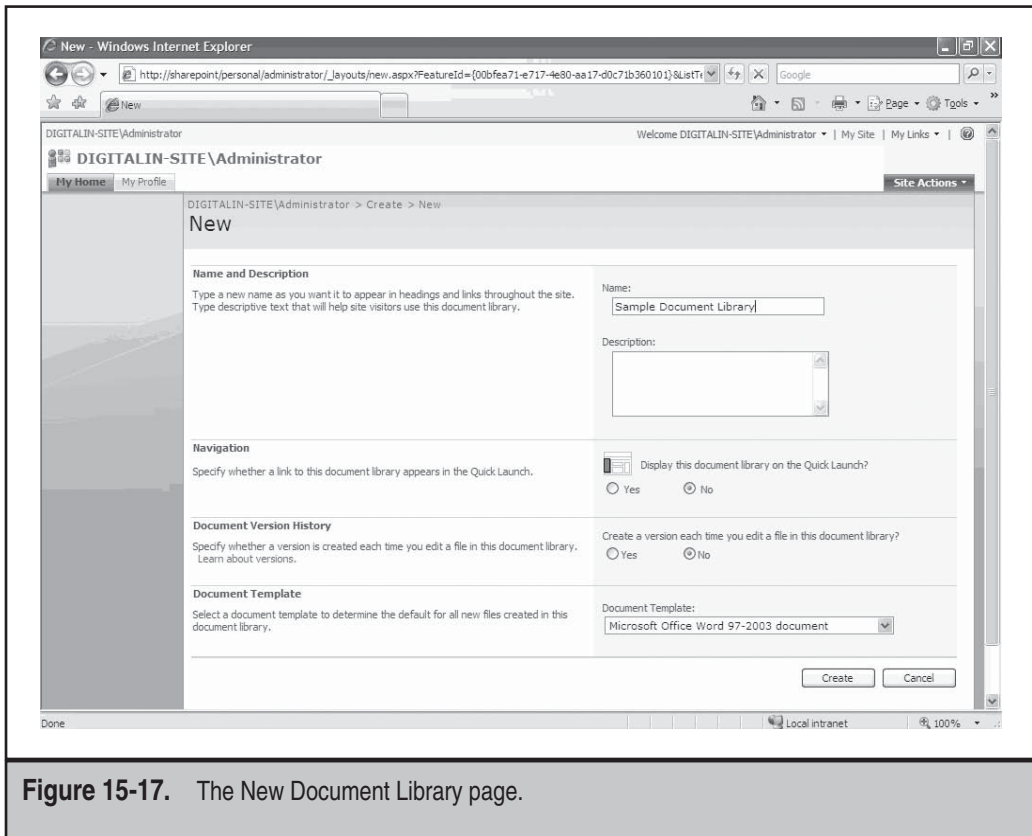 New - Windows Internet Explorer
http://sharepoint/personal/administrator/_layouts/new.aspx?FeatureId={00bfea71-e717-4e80-aa17-d0c71b360101}&ListTe
Google
New
Page
Tools
DIGITALIN-SITE\Administrator
Welcome DIGITALIN-SITE\Administrator | My Site | My Links |
DIGITALIN-SITE\Administrator
My Home My Profile
Site Actions
DIGITALIN-SITE\Administrator > Create > New
New
Name and Description
Type a new name as you want it to appear in headings and links throughout the site.
Type descriptive text that will help site visitors use this document library.
Name:
Sample Document Library
Description:
Navigation
Specify whether a link to this document library appears in the Quick Launch.
Display this document library on the Quick Launch?
Yes No
Document Version History
Specify whether a version is created each time you edit a file in this document library.
Learn about versions.
Create a version each time you edit a file in this document library?
Yes No
Document Template
Select a document template to determine the default for all new files created in this
document library.
Document Template:
Microsoft Office Word 97-2003 document
Create Cancel
Done
Local intranet
100%
Figure 15-17. The New Document Library page.